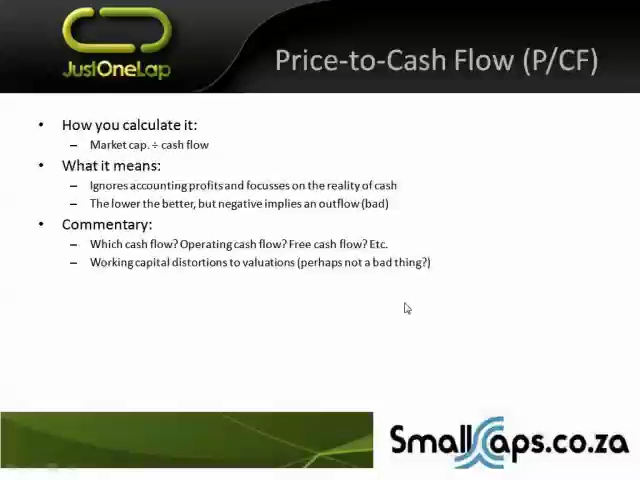 JustOneLap
Price-to-Cash Flow (P/CF)
• How you calculate it:
– Market cap. ÷ cash flow
• What it means:
– Ignores accounting profits and focusses on the reality of cash
– The lower the better, but negative implies an outflow (bad)
• Commentary:
– Which cash flow? Operating cash flow? Free cash flow? Etc.
– Working capital distortions to valuations (perhaps not a bad thing?)
SmallCaps.co.za